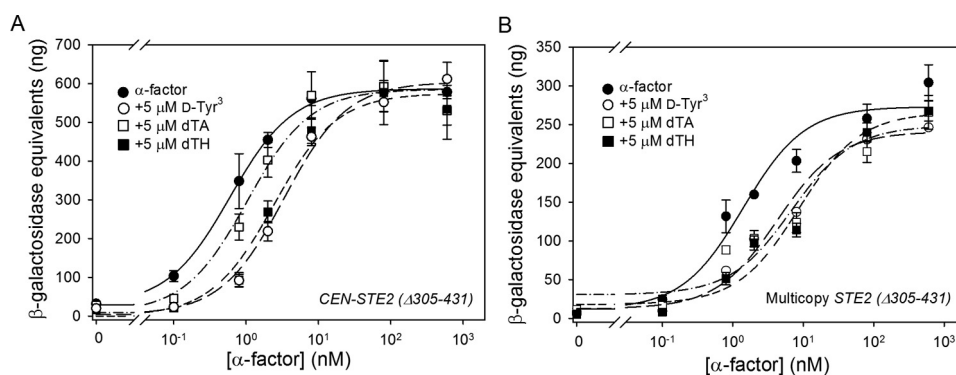 A
β-galactosidase equivalents (ng)
700
600
500
400
300
200
100
0
α-factor
+5 μM D-Tyr³
+5 μM dTA
+5 μM dTH
CEN-STE2 (Δ305-431)
0 10⁻¹ 10⁰ 10¹ 10² 10³
[α-factor] (nM)
B
β-galactosidase equivalents (ng)
350
300
250
200
150
100
50
0
α-factor
+5 μM D-Tyr³
+5 μM dTA
+5 μM dTH
Multicopy STE2 (Δ305-431)
0 10⁻¹ 10⁰ 10¹ 10² 10³
[α-factor] (nM)